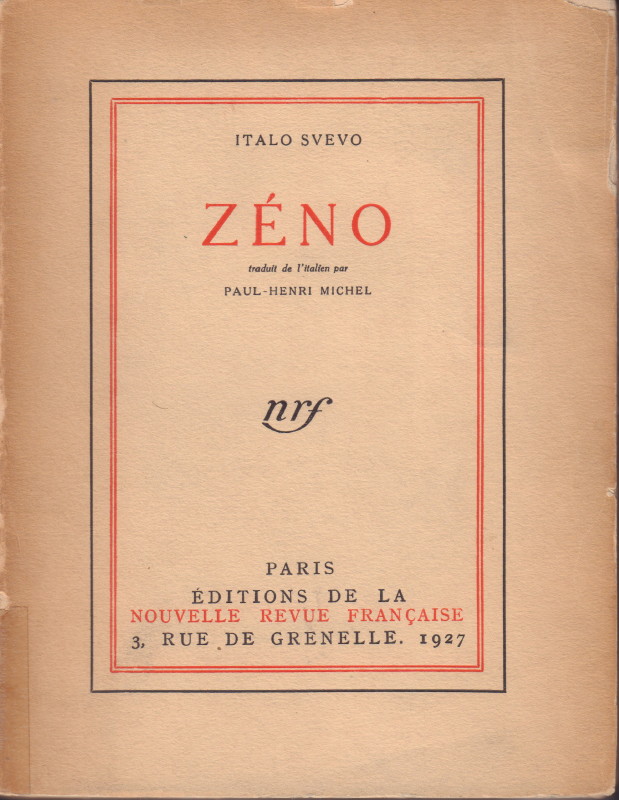 ITALO SVEVO
ZÉNO
traduit de l'italien par
PAUL-HENRI MICHEL
nrf
PARIS
ÉDITIONS DE LA
NOUVELLE REVUE FRANÇAISE
3, RUE DE GRENELLE. 1927